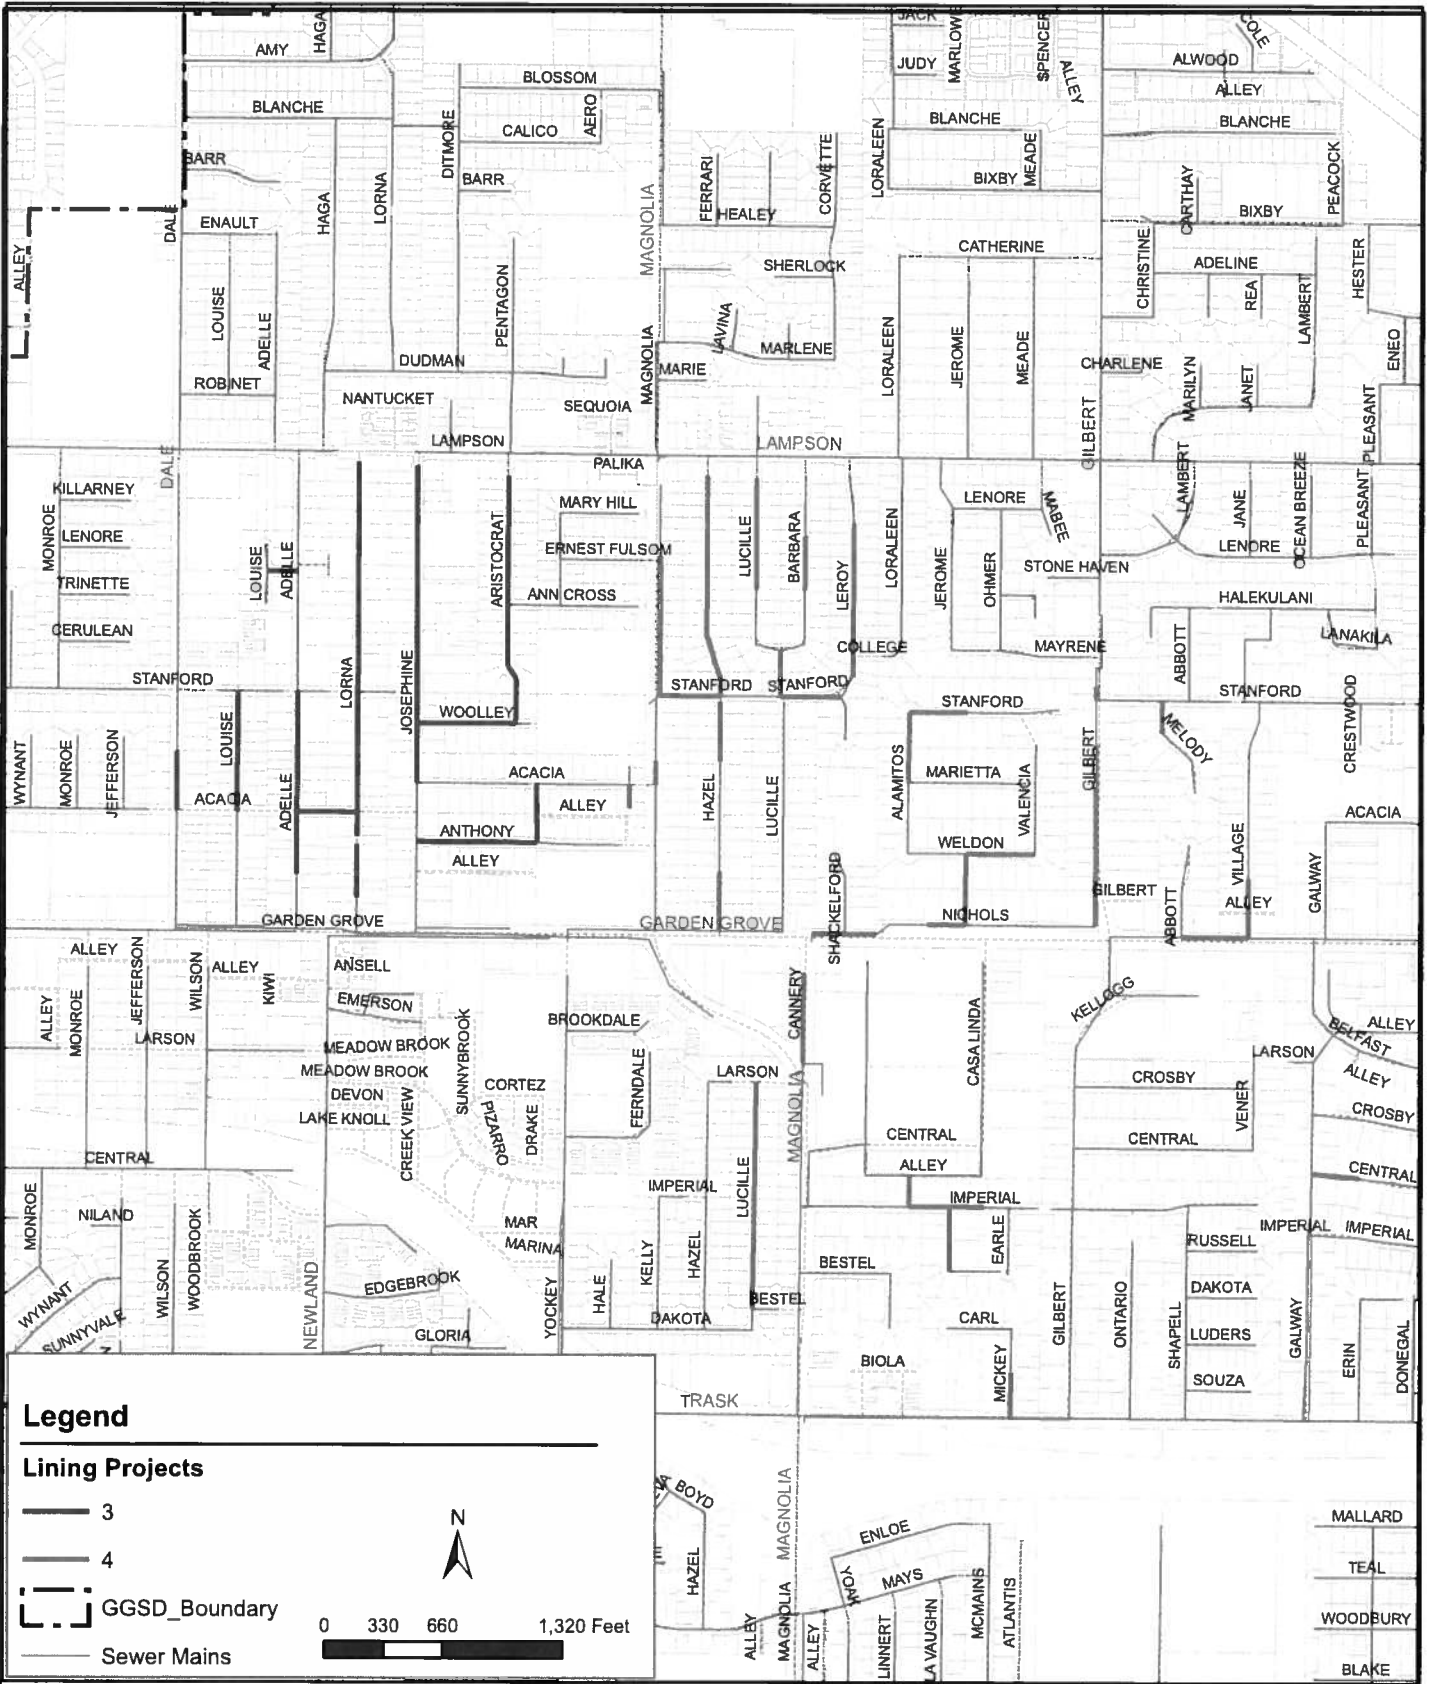 JACK
COLE
HAGA
AMY
MARLOWE
SPENCER
JUDY
ALLEY
ALWOOD
ALLEY
BLOSSOM
BLANCHE
AERO
CALICO
DITMORE
BLANCHE
BLANCHE
LORALEEN
MEADE
BARR
BARR
FERRARI
CORVETTE
BIXBY
CARTHAY
PEACOCK
HAGA
LORNA
MAGNOLIA
HEALEY
BIXBY
DALE
ENAULT
ALLEY
CATHERINE
CHRISTINE
ADELINE
HESTER
SHERLOCK
PENTAGON
REA
LAMBERT
LOUISE
ADELLE
LAVINA
MARLENE
LORALEEN
JEROME
MEADE
ENEO
DUDMAN
MAGNOLIA
MARIE
CHARLENE
MARILYN
JANET
ROBINET
NANTUCKET
SEQUOIA
GILBERT
PLEASANT
LAMPSON
LAMPSON
DALE
PALIKA
LAMBERT
KILLARNEY
MARY HILL
LENORE
MABEE
JANE
OCEAN BREEZE
PLEASANT
MONROE
LENORE
ARISTOCRAT
ERNEST FULSOM
LUCILLE
BARBARA
LORALEEN
LENORE
LOUISE
ADELLE
TRINETTE
ANN CROSS
LEROY
JEROME
OHMER
STONE HAVEN
HALEKULANI
CERULEAN
COLLEGE
MAYRENE
ABBOTT
LANAKILA
STANFORD
LORNA
JOSEPHINE
STANFORD
STANFORD
STANFORD
STANFORD
CRESTWOOD
WOOLLEY
MELODY
WYNANT
MONROE
JEFFERSON
LOUISE
ACACIA
ACACIA
ADELLE
ALLEY
HAZEL
LUCILLE
ALAMITOS
MARIETTA
VALENCIA
GILBERT
ACACIA
ANTHONY
ALLEY
WELDON
VILLAGE
SHACKELFORD
GILBERT
GALWAY
ALLEY
ABBOTT
GARDEN GROVE
GARDEN GROVE
NICHOLS
ALLEY
JEFFERSON
WILSON
ALLEY
KIWI
ANSELL
ALLEY
MONROE
EMERSON
CANNERY
CASA LINDA
KELLOGG
LARSON
BROOKDALE
BELFAST
ALLEY
MEADOW BROOK
SUNNYBROOK
MEADOW BROOK
LARSON
LARSON
ALLEY
DEVON
CORTEZ
FERNDALE
CROSBY
LAKE KNOLL
CREEK VIEW
PIZARRO
DRAKE
MAGNOLIA
VENER
CROSBY
CENTRAL
CENTRAL
CENTRAL
ALLEY
CENTRAL
MONROE
IMPERIAL
LUCILLE
IMPERIAL
NILAND
WOODBROOK
MAR
MARINA
EARLE
IMPERIAL
IMPERIAL
RUSSELL
WILSON
KELLY
HAZEL
BESTEL
WYNANT
EDGEBROOK
HALE
BESTEL
DAKOTA
SUNNYVALE
NEWLAND
GLORIA
YOCKEY
DAKOTA
CARL
GILBERT
ONTARIO
SHAPELL
LUDERS
GALWAY
ERIN
DONEGAL
BIOLA
MICKEY
SOUZA
TRASK
Legend
Lining Projects
3
4
GGSD_Boundary
Sewer Mains
N
0 330 660 1,320 Feet
BOYD
MAGNOLIA
HAZEL
ENLOE
MALLARD
YOAK
MAYS
MCMAINS
ATLANTIS
TEAL
ALLEY
MAGNOLIA
ALLEY
LINNERT
LA VAUGHN
WOODBURY
BLAKE